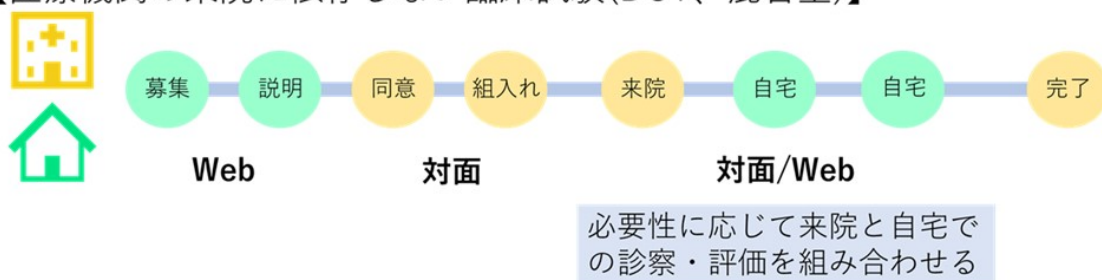 募集 説明 同意 組入れ 来院 自宅 自宅 完了
Web 対面 対面/Web
必要性に応じて来院と自宅で
の診察・評価を組み合わせる